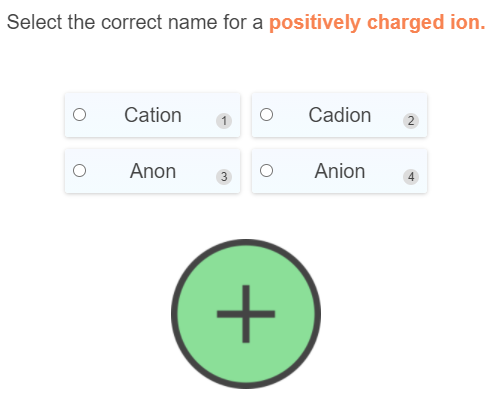 Select the correct name for a positively charged ion.
Cation 1
Cadion 2
Anon 3
Anion 4
+